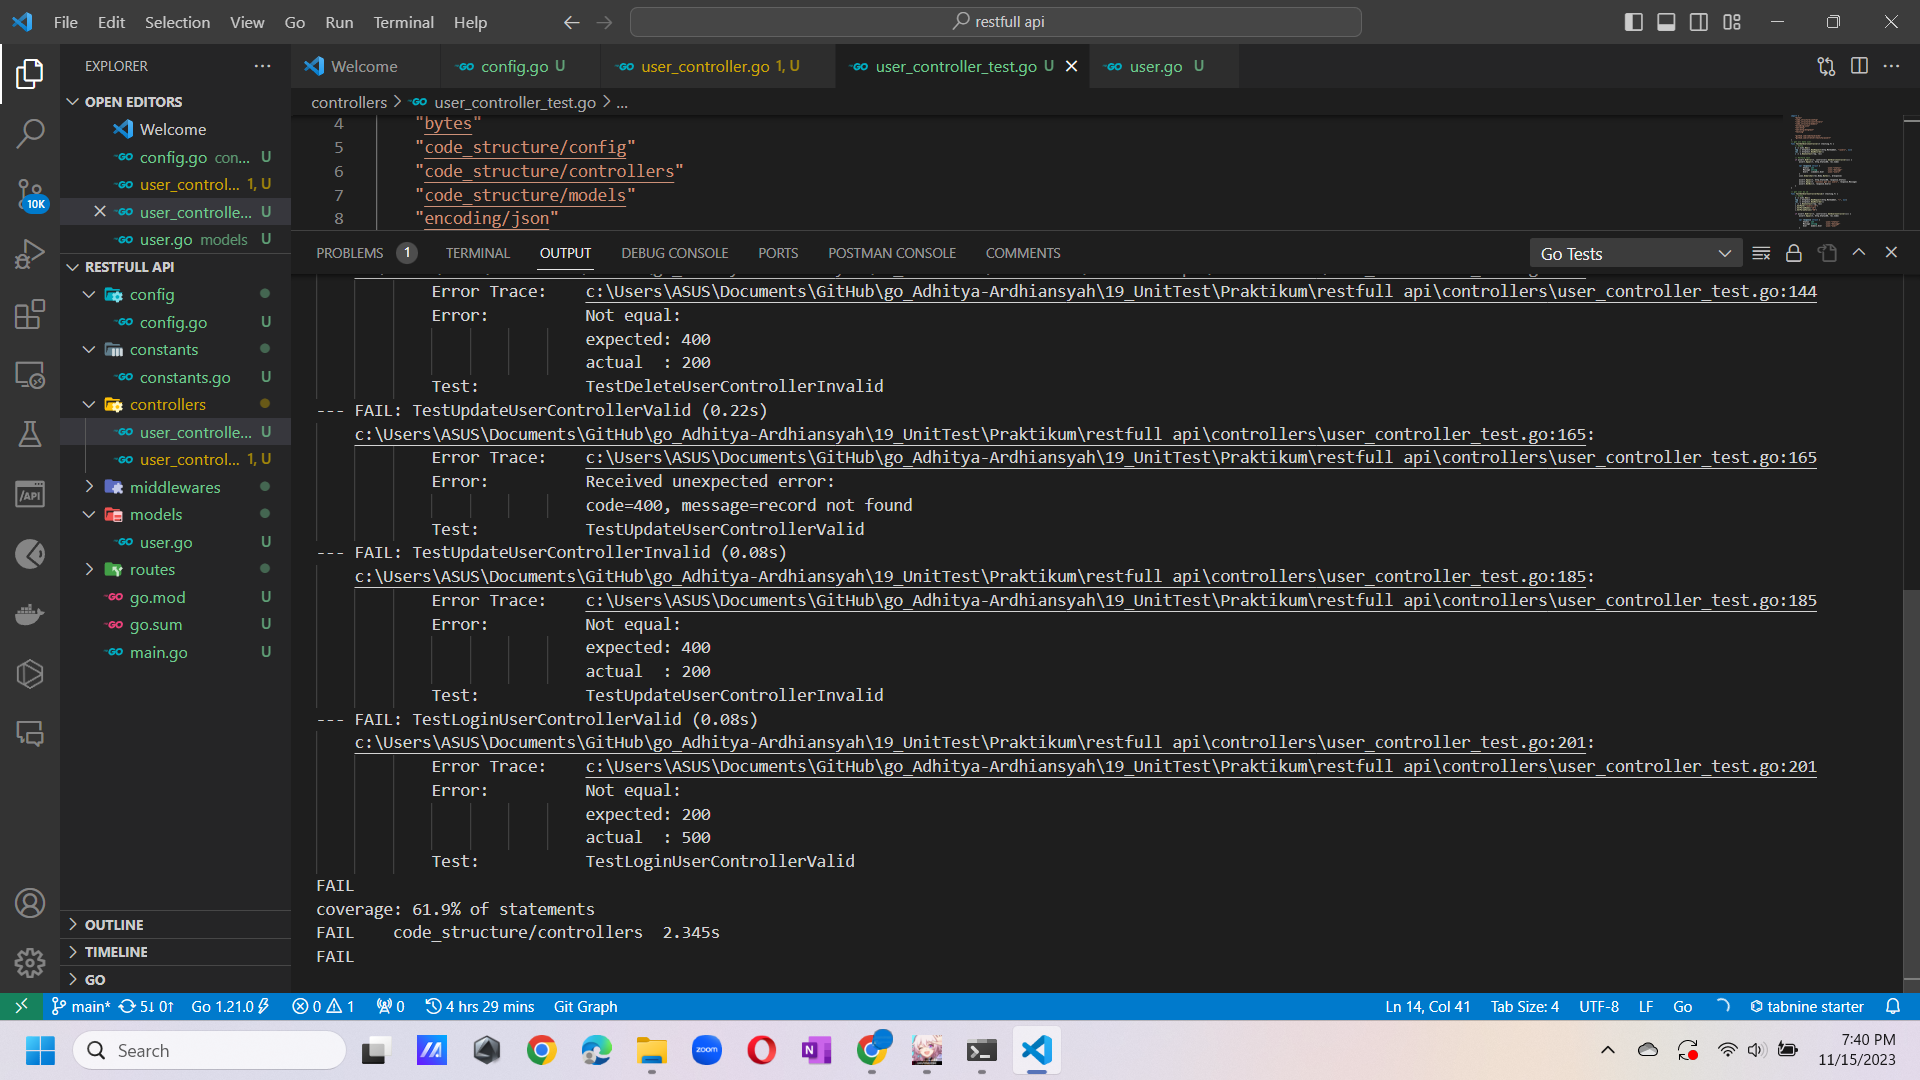 File Edit Selection View Go Run Terminal Help
restfull api
EXPLORER
Welcome
config.go U
user_controller.go 1, U
user_controller_test.go U
user.go U
OPEN EDITORS
Welcome
config.go con... U
user_control... 1, U
user_controlle... U
user.go models U
RESTFULL API
config
config.go U
constants
constants.go U
controllers
user_controlle... U
user_control... 1, U
middlewares
models
user.go U
routes
go.mod U
go.sum U
main.go U
OUTLINE
TIMELINE
GO
10K
controllers > user_controller_test.go > ...
4 "bytes"
5 "code_structure/config"
6 "code_structure/controllers"
7 "code_structure/models"
8 "encoding/json"
PROBLEMS 1 TERMINAL OUTPUT DEBUG CONSOLE PORTS POSTMAN CONSOLE COMMENTS
Go Tests
Error Trace: c:\Users\ASUS\Documents\GitHub\go_Adhitya-Ardhiansyah\19_UnitTest\Praktikum\restfull api\controllers\user_controller_test.go:144
Error: Not equal:
expected: 400
actual : 200
Test: TestDeleteUserControllerInvalid
--- FAIL: TestUpdateUserControllerValid (0.22s)
c:\Users\ASUS\Documents\GitHub\go_Adhitya-Ardhiansyah\19_UnitTest\Praktikum\restfull api\controllers\user_controller_test.go:165:
Error Trace: c:\Users\ASUS\Documents\GitHub\go_Adhitya-Ardhiansyah\19_UnitTest\Praktikum\restfull api\controllers\user_controller_test.go:165
Error: Received unexpected error:
code=400, message=record not found
Test: TestUpdateUserControllerValid
--- FAIL: TestUpdateUserControllerInvalid (0.08s)
c:\Users\ASUS\Documents\GitHub\go_Adhitya-Ardhiansyah\19_UnitTest\Praktikum\restfull api\controllers\user_controller_test.go:185:
Error Trace: c:\Users\ASUS\Documents\GitHub\go_Adhitya-Ardhiansyah\19_UnitTest\Praktikum\restfull api\controllers\user_controller_test.go:185
Error: Not equal:
expected: 400
actual : 200
Test: TestUpdateUserControllerInvalid
--- FAIL: TestLoginUserControllerValid (0.08s)
c:\Users\ASUS\Documents\GitHub\go_Adhitya-Ardhiansyah\19_UnitTest\Praktikum\restfull api\controllers\user_controller_test.go:201:
Error Trace: c:\Users\ASUS\Documents\GitHub\go_Adhitya-Ardhiansyah\19_UnitTest\Praktikum\restfull api\controllers\user_controller_test.go:201
Error: Not equal:
expected: 200
actual : 500
Test: TestLoginUserControllerValid
FAIL
coverage: 61.9% of statements
FAIL code_structure/controllers 2.345s
FAIL
main* 5↓ 0↑ Go 1.21.0 0 1 0 4 hrs 29 mins Git Graph
Ln 14, Col 41 Tab Size: 4 UTF-8 LF Go tabnine starter
Search
zoom
7:40 PM
11/15/2023